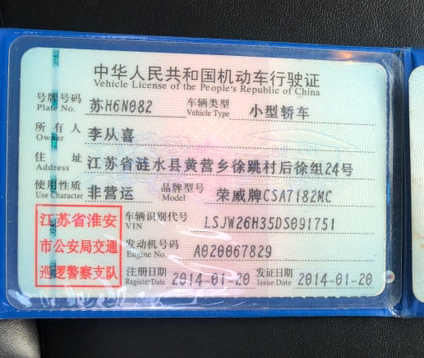 中华人民共和国机动车行驶证
Vehicle License of the People's Republic of China
号牌号码 Plate No. 苏H6N082 车辆类型 Vehicle Type 小型轿车
所有人 Owner 李从喜
住址 Address 江苏省涟水县黄营乡徐跳村后徐组24号
使用性质 Use Character 非营运 品牌型号 Model 荣威牌CSA7182MC
江苏省淮安
市公安局交通
巡逻警察支队
车辆识别代号 VIN LSJW26H35DS091751
发动机号码 Engine No. A020067829
注册日期 Register Date 2014-01-20 发证日期 Issue Date 2014-01-20